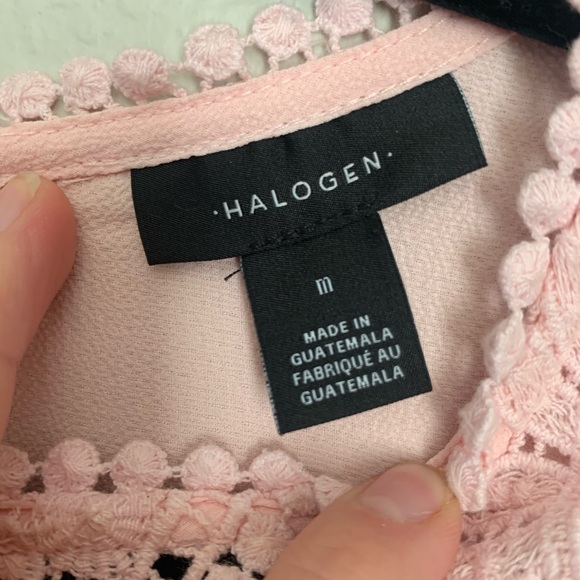 ·HALOGEN·
m
MADE IN
GUATEMALA
FABRIQUÉ AU
GUATEMALA